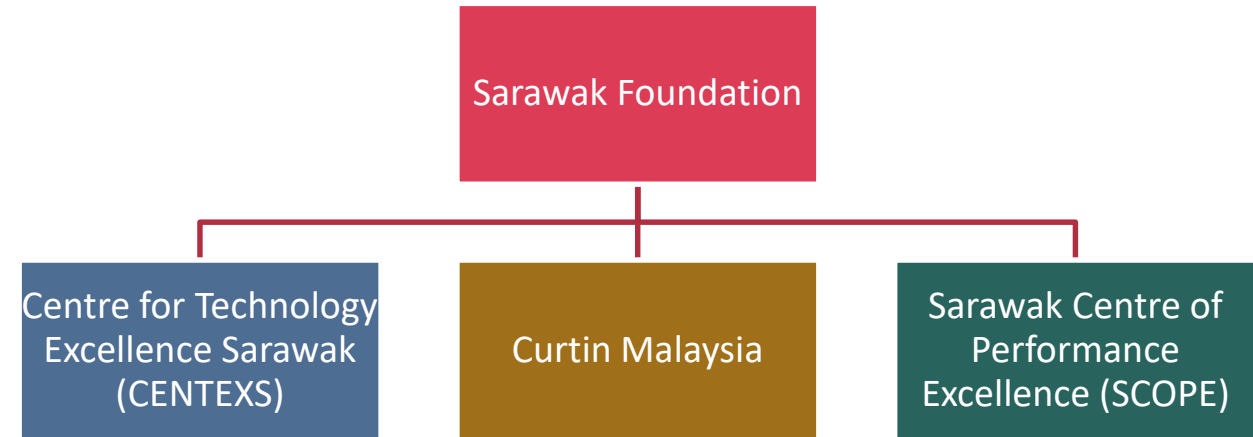 Sarawak Foundation
Centre for Technology
Excellence Sarawak
(CENTEXS)
Curtin Malaysia
Sarawak Centre of
Performance
Excellence (SCOPE)